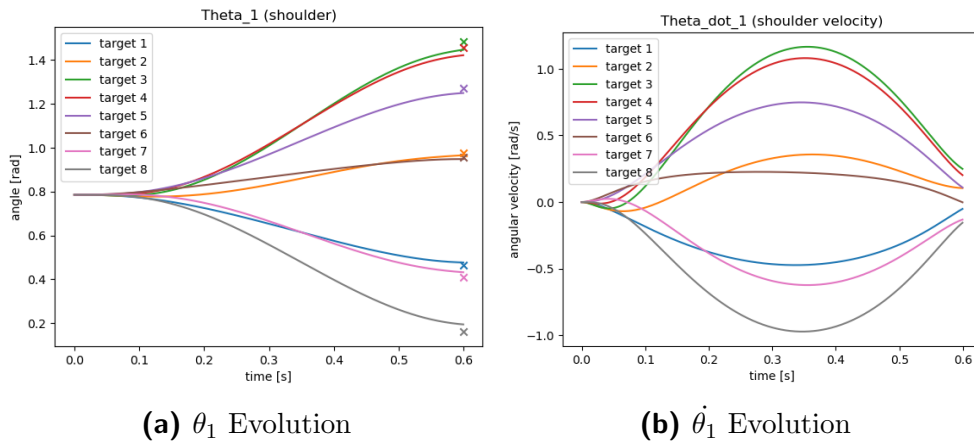 Theta_1 (shoulder)
angle [rad]
1.4
1.2
1.0
0.8
0.6
0.4
0.2
target 1
target 2
target 3
target 4
target 5
target 6
target 7
target 8
0.0 0.1 0.2 0.3 0.4 0.5 0.6
time [s]
(a) θ₁ Evolution
Theta_dot_1 (shoulder velocity)
angular velocity [rad/s]
1.0
0.5
0.0
−0.5
−1.0
target 1
target 2
target 3
target 4
target 5
target 6
target 7
target 8
0.0 0.1 0.2 0.3 0.4 0.5 0.6
time [s]
(b) θ̇₁ Evolution